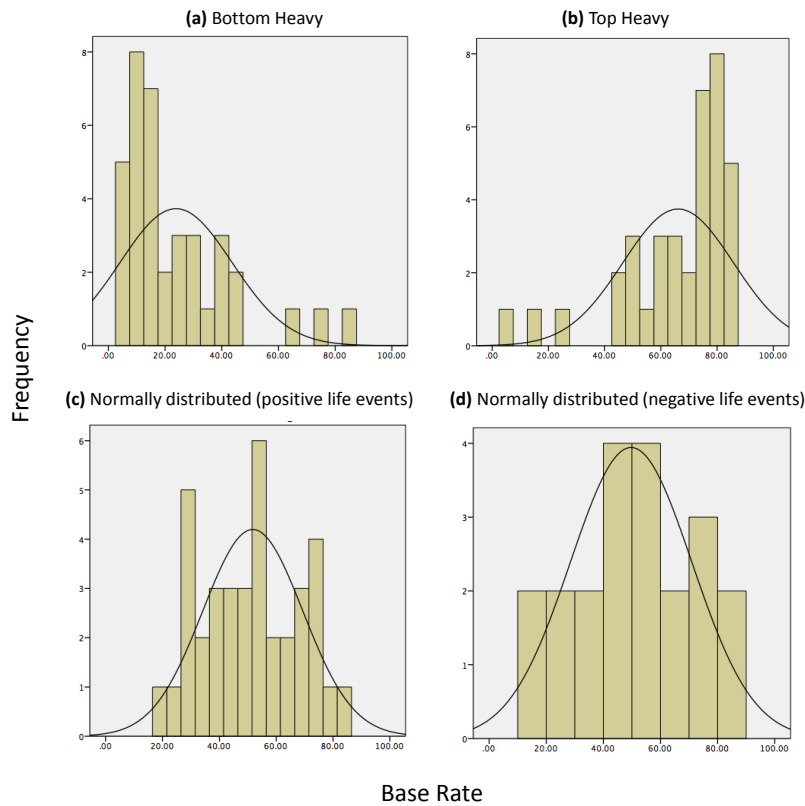 (a) Bottom Heavy
(b) Top Heavy
8
6
4
2
0
.00 20.00 40.00 60.00 80.00 100.00
8
6
4
2
0
.00 20.00 40.00 60.00 80.00 100.00
Frequency
(c) Normally distributed (positive life events)
(d) Normally distributed (negative life events)
6
5
4
3
2
1
0
.00 20.00 40.00 60.00 80.00 100.00
4
3
2
1
0
.00 20.00 40.00 60.00 80.00 100.00
Base Rate